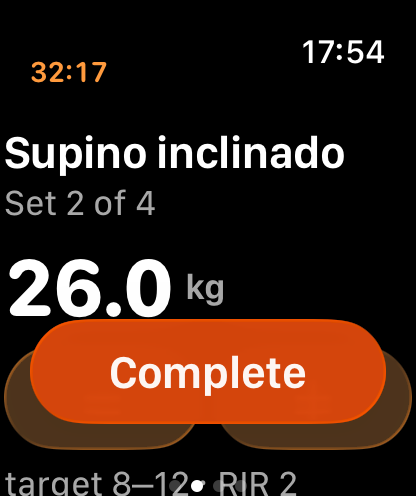 17:54
32:17
Supino inclinado
Set 2 of 4
26.0 kg
Complete
target 8–12 · RIR 2